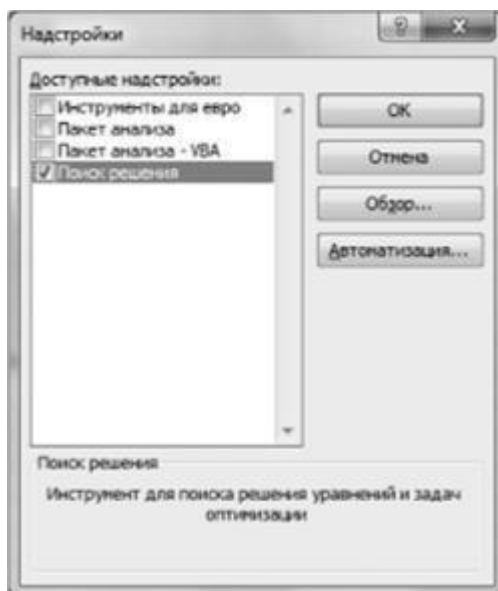 Надстройки
Доступные надстройки:
Инструменты для евро
Пакет анализа
Пакет анализа - VBA
Поиск решения
ОК
Отмена
Обзор...
Автоматизация...
Поиск решения
Инструмент для поиска решения уравнений и задач
оптимизации